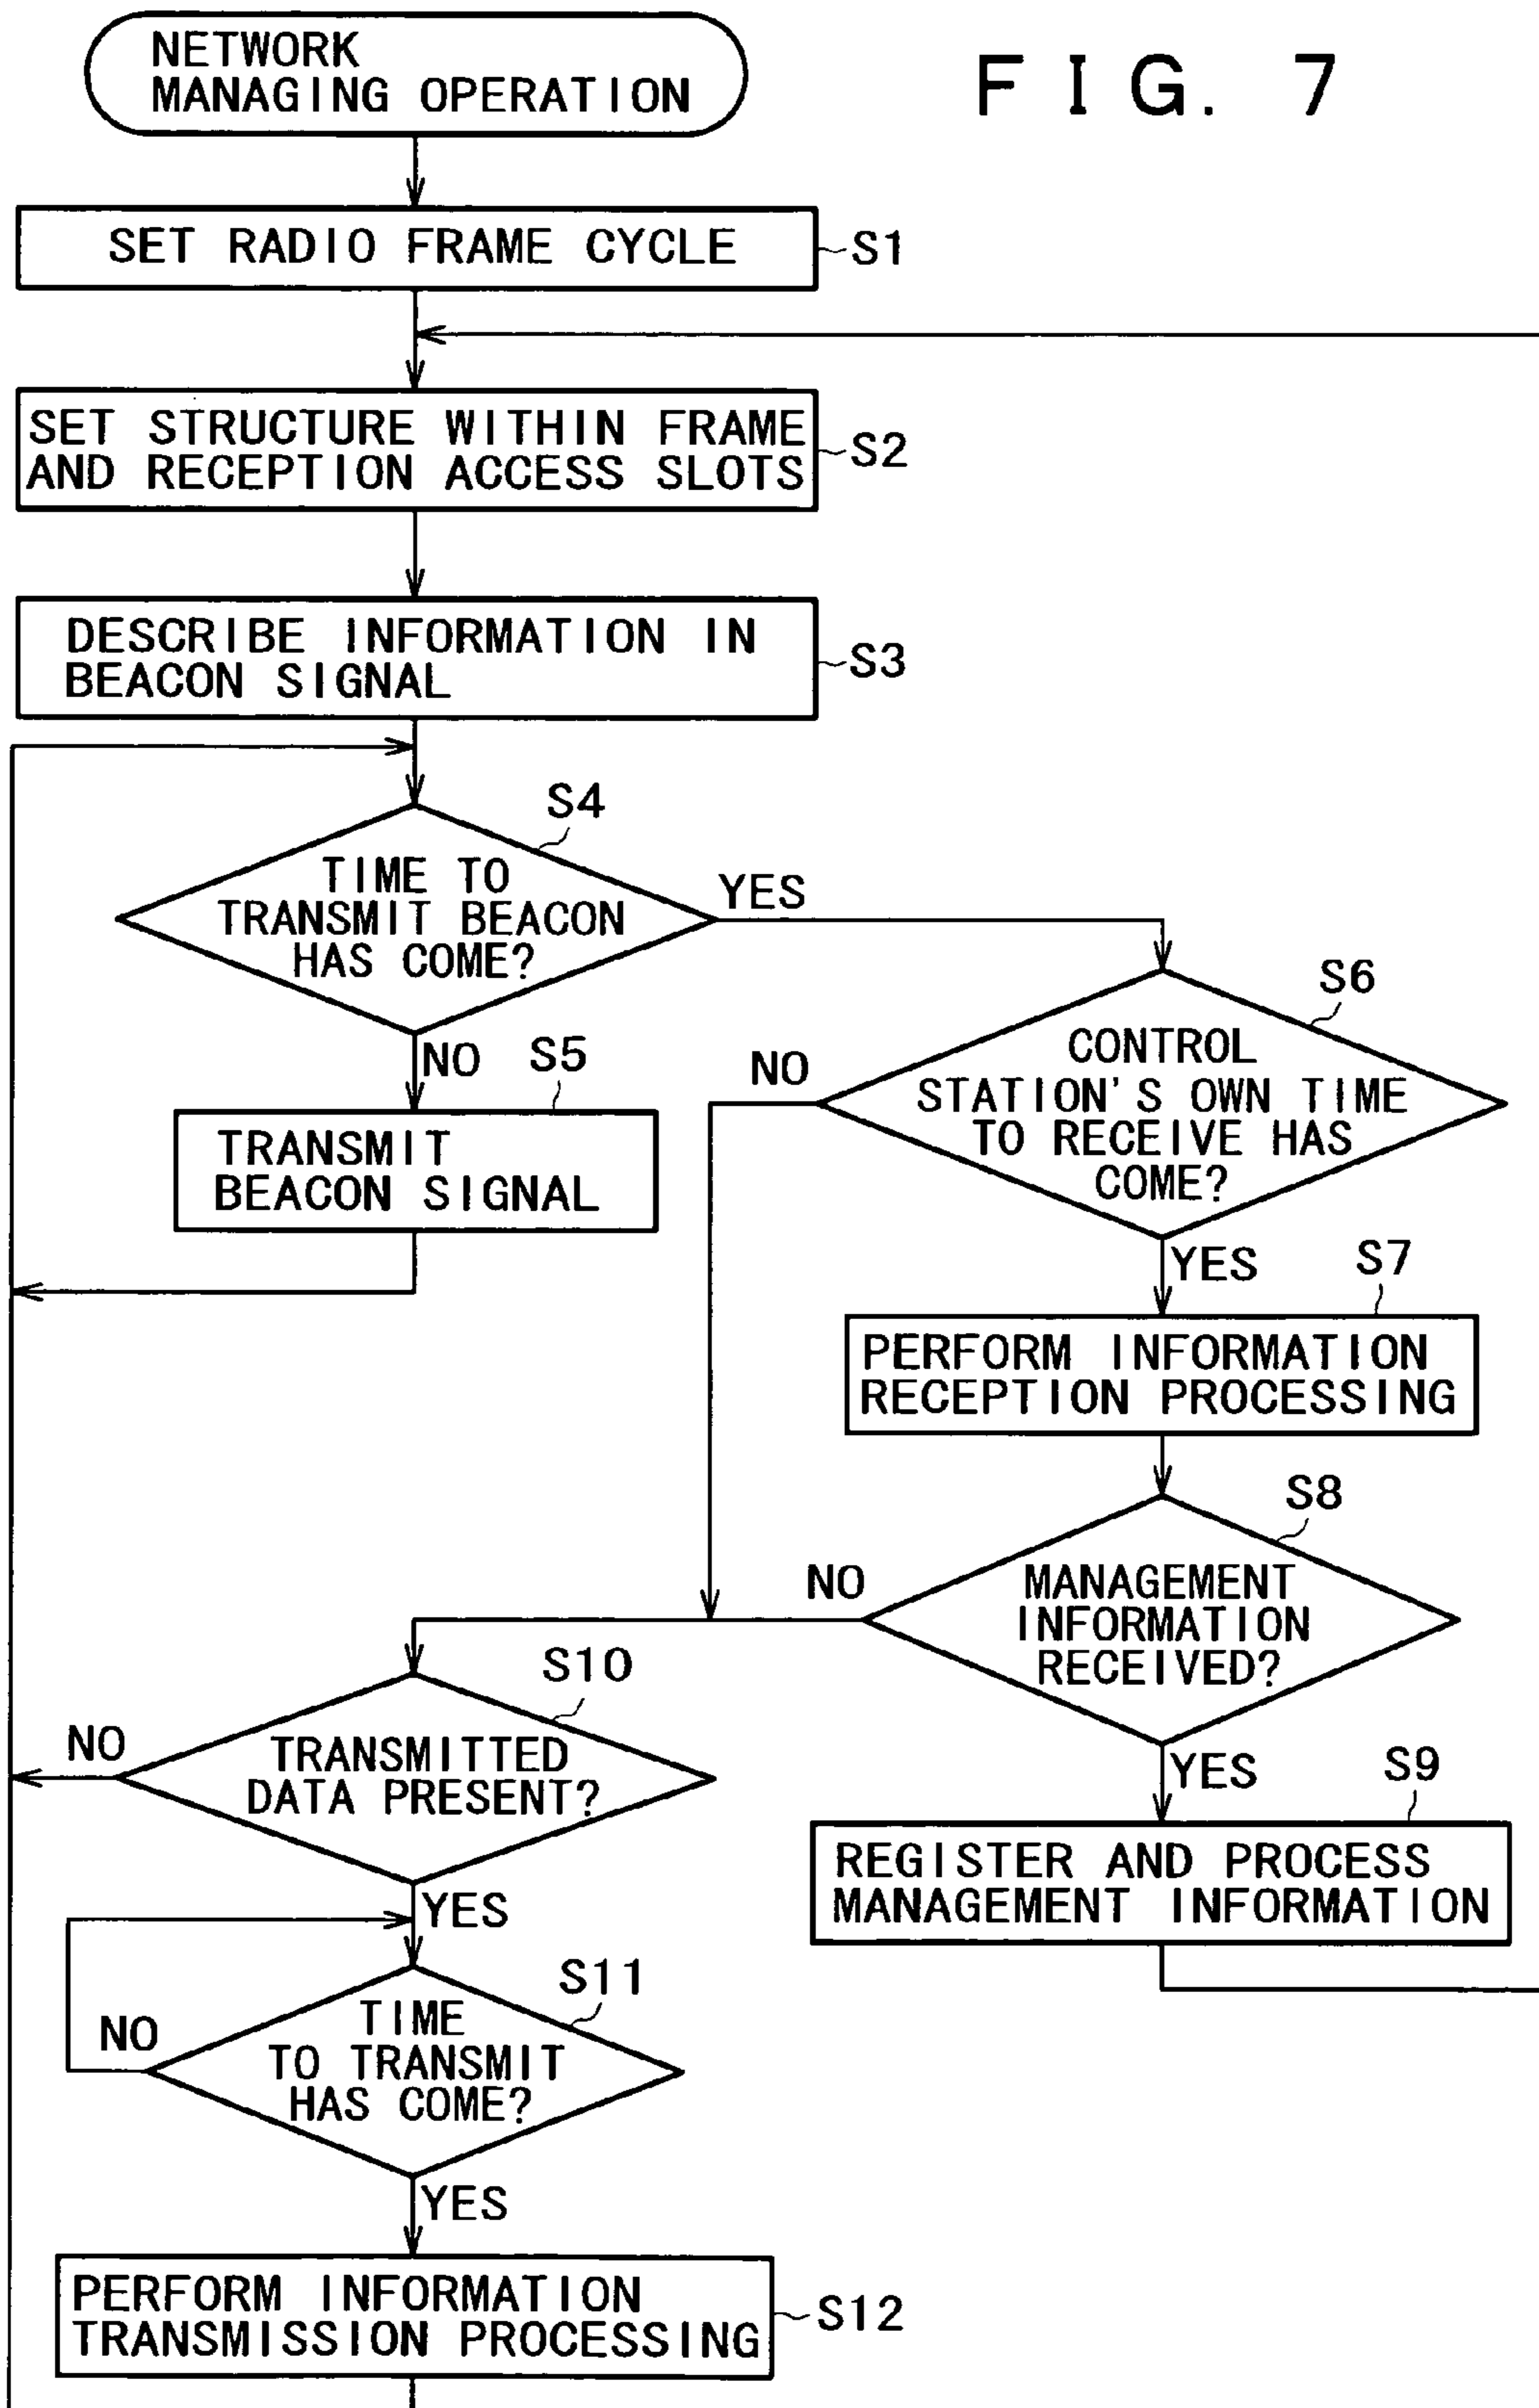 NETWORK
MANAGING OPERATION
FIG. 7
SET RADIO FRAME CYCLE
S1
SET STRUCTURE WITHIN FRAME
AND RECEPTION ACCESS SLOTS
S2
DESCRIBE INFORMATION IN
BEACON SIGNAL
S3
S4
TIME TO
TRANSMIT BEACON
HAS COME?
YES
NO
S5
TRANSMIT
BEACON SIGNAL
S6
CONTROL
STATION'S OWN TIME
TO RECEIVE HAS
COME?
NO
YES
S7
PERFORM INFORMATION
RECEPTION PROCESSING
S8
MANAGEMENT
INFORMATION
RECEIVED?
NO
YES
S9
REGISTER AND PROCESS
MANAGEMENT INFORMATION
S10
TRANSMITTED
DATA PRESENT?
NO
YES
S11
TIME
TO TRANSMIT
HAS COME?
NO
YES
PERFORM INFORMATION
TRANSMISSION PROCESSING
S12